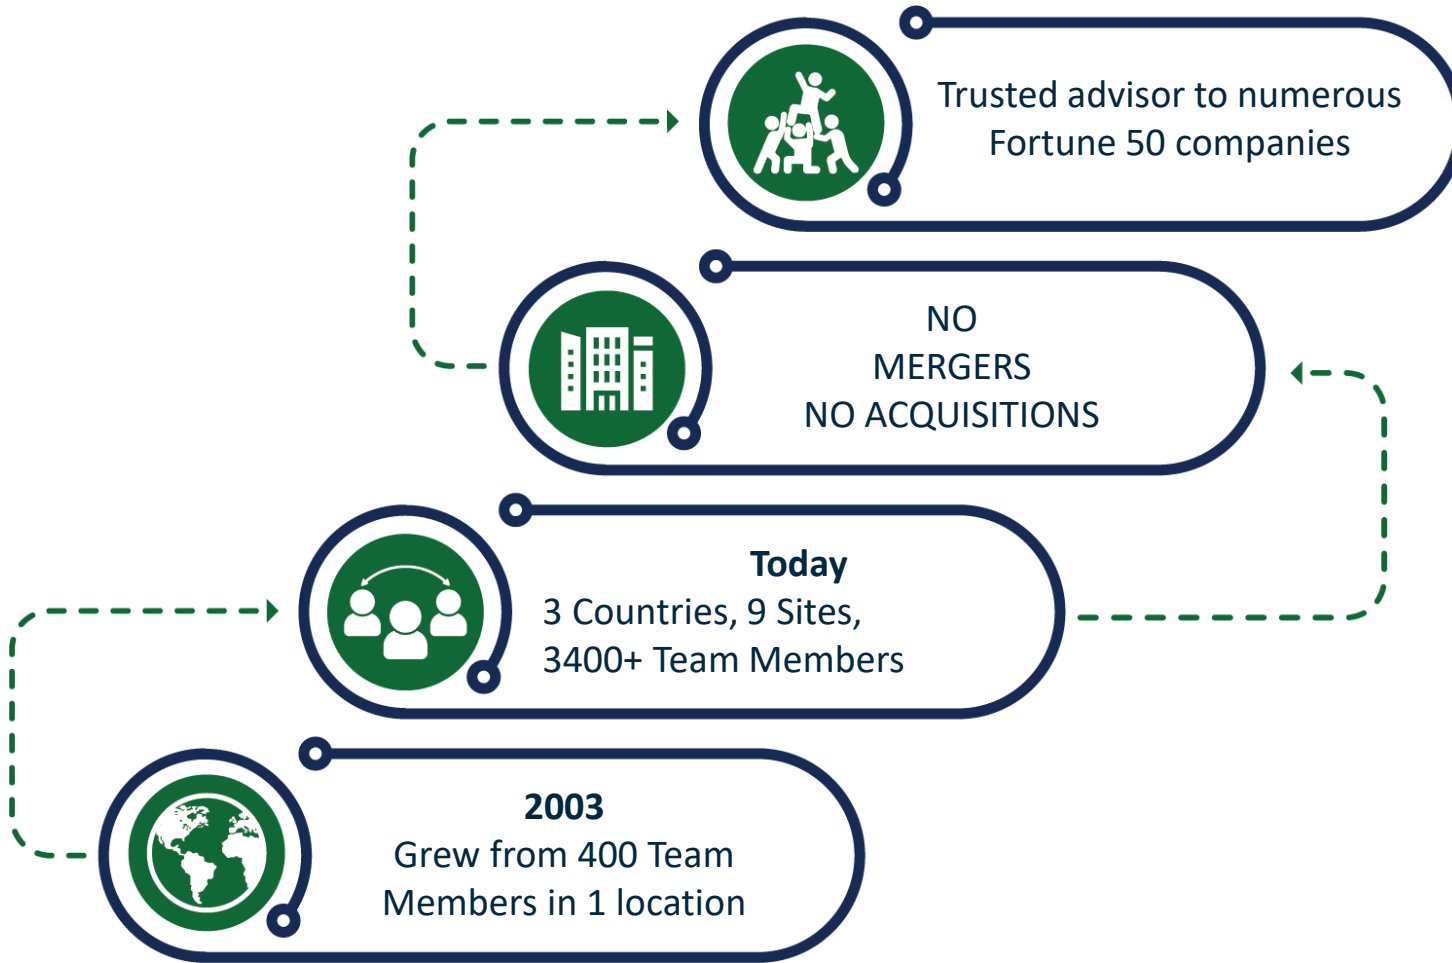 Trusted advisor to numerous
Fortune 50 companies
NO
MERGERS
NO ACQUISITIONS
Today
3 Countries, 9 Sites,
3400+ Team Members
2003
Grew from 400 Team
Members in 1 location